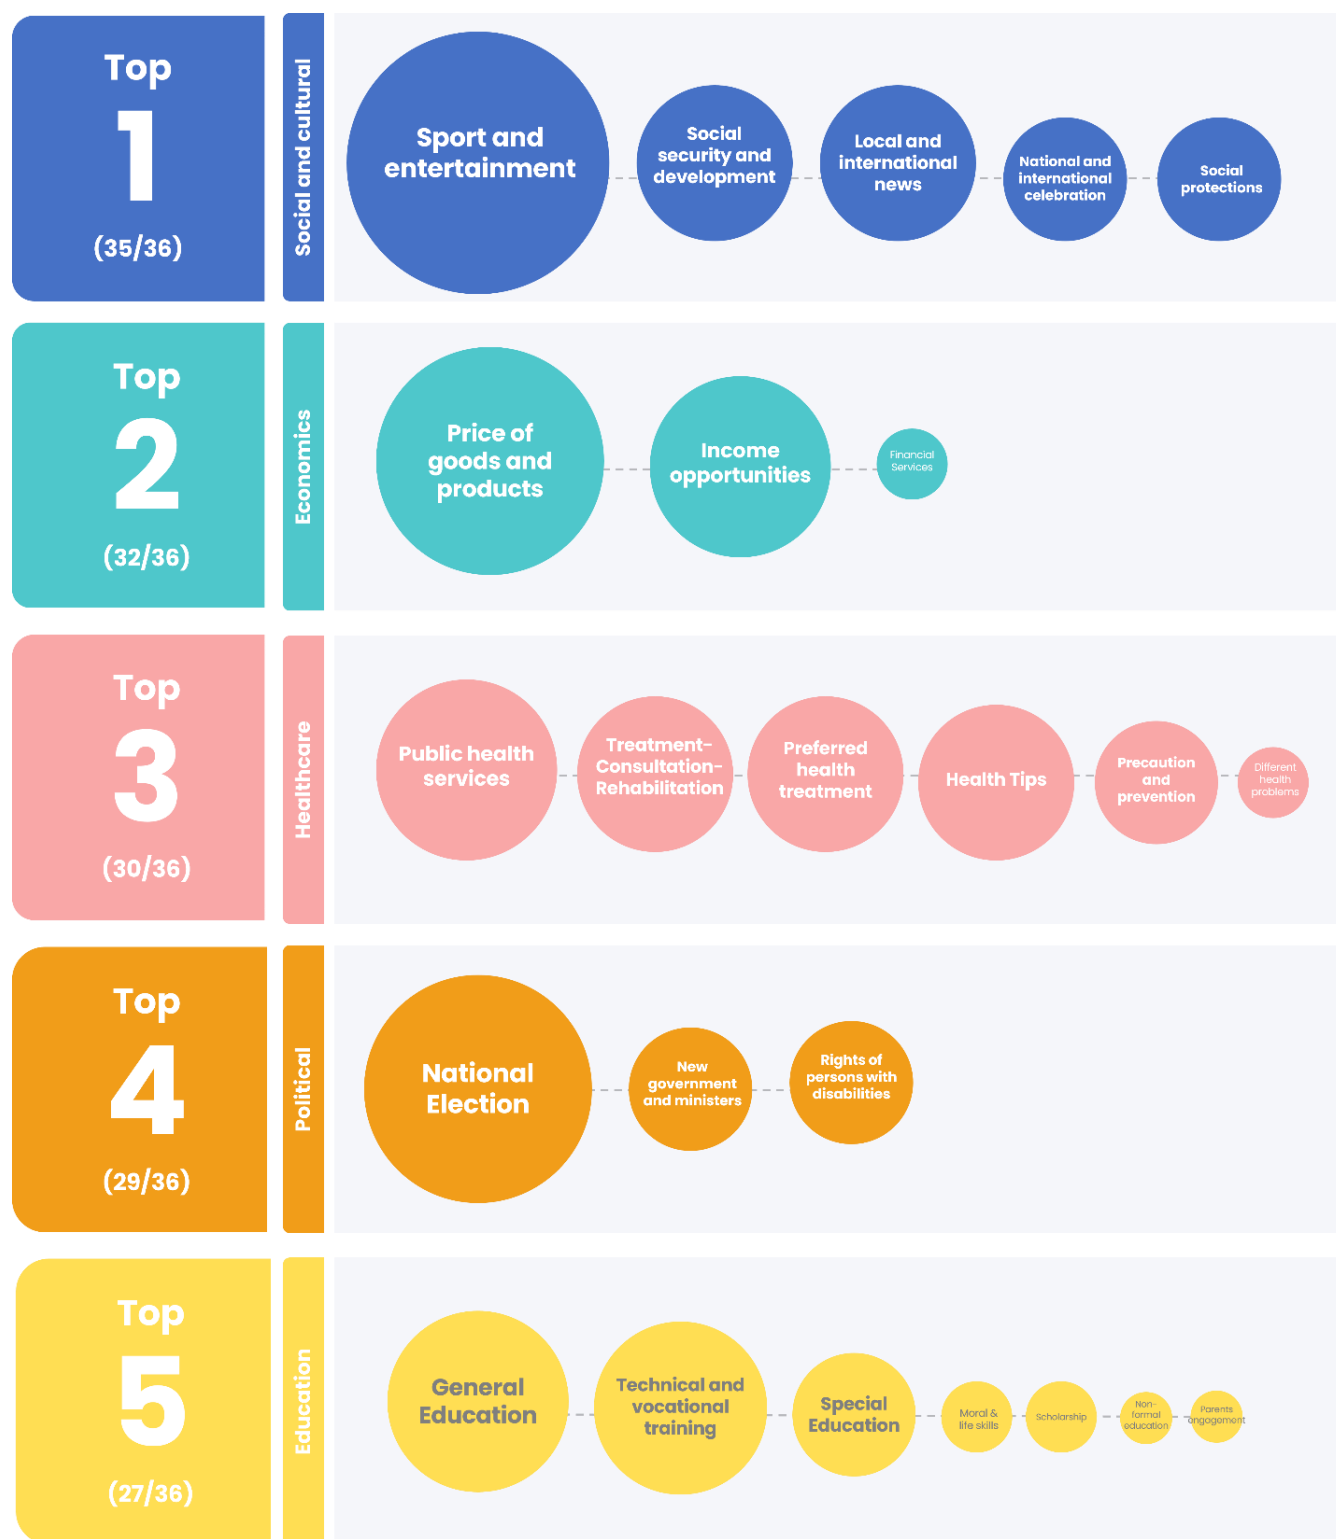 Top
1
(35/36)
Social and cultural
Sport and
entertainment
Social
security and
development
Local and
international
news
National and
international
celebration
Social
protections
Top
2
(32/36)
Economics
Price of
goods and
products
Income
opportunities
Financial
Services
Top
3
(30/36)
Healthcare
Public health
services
Treatment-
Consultation-
Rehabilitation
Preferred
health
treatment
Health Tips
Precaution
and
prevention
Different
health
problems
Top
4
(29/36)
Political
National
Election
New
government
and ministers
Rights of
persons with
disabilities
Top
5
(27/36)
Education
General
Education
Technical and
vocational
training
Special
Education
Moral &
life skills
Scholarship
Non-
formal
education
Parents
engagement